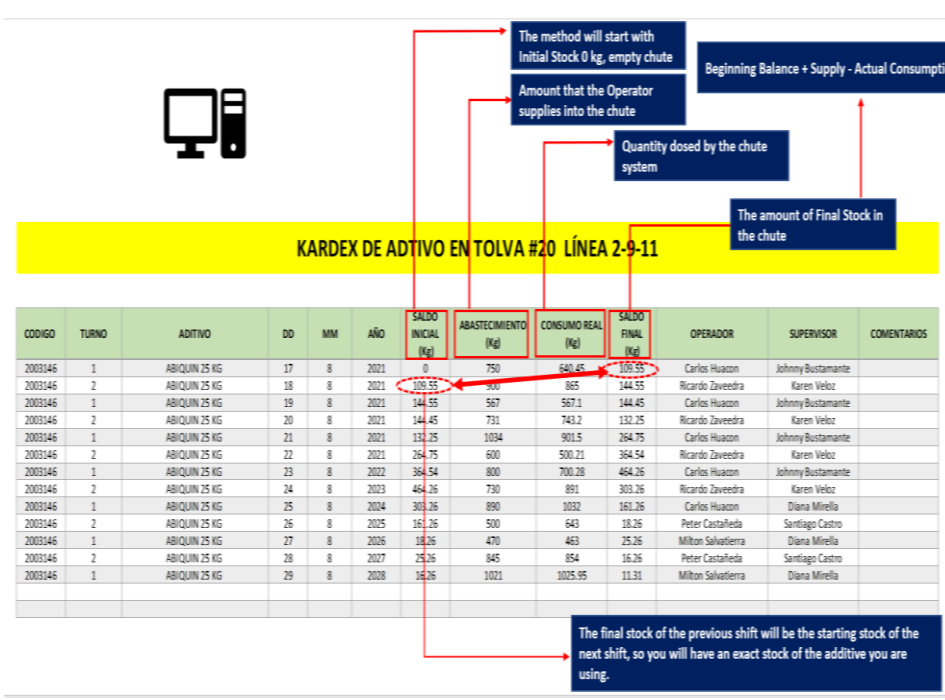 The method will start with
Initial Stock 0 kg, empty chute
Beginning Balance + Supply - Actual Consumpti
Amount that the Operator
supplies into the chute
Quantity dosed by the chute
system
The amount of Final Stock in
the chute
KARDEX DE ADTIVO EN TOLVA #20 LÍNEA 2-9-11
CODIGO TURNO ADITIVO DD MM AÑO SALDO INICIAL (Kg) ABASTECIMIENTO (Kg) CONSUMO REAL (Kg) SALDO FINAL (Kg) OPERADOR SUPERVISOR COMENTARIOS
2003146 1 ABIQUIN 25 KG 17 8 2021 0 750 640.45 109.55 Carlos Huacon Johnny Bustamante
2003146 2 ABIQUIN 25 KG 18 8 2021 109.55 900 865 144.55 Ricardo Zaveedra Karen Veloz
2003146 1 ABIQUIN 25 KG 19 8 2021 144.55 567 567.1 144.45 Carlos Huacon Johnny Bustamante
2003146 2 ABIQUIN 25 KG 20 8 2021 144.45 731 743.2 132.25 Ricardo Zaveedra Karen Veloz
2003146 1 ABIQUIN 25 KG 21 8 2021 132.25 1034 901.5 264.75 Carlos Huacon Johnny Bustamante
2003146 2 ABIQUIN 25 KG 22 8 2021 264.75 600 500.21 364.54 Ricardo Zaveedra Karen Veloz
2003146 1 ABIQUIN 25 KG 23 8 2022 364.54 800 700.28 464.26 Carlos Huacon Johnny Bustamante
2003146 2 ABIQUIN 25 KG 24 8 2023 464.26 730 891 303.26 Ricardo Zaveedra Karen Veloz
2003146 1 ABIQUIN 25 KG 25 8 2024 303.26 890 1032 161.26 Carlos Huacon Diana Mirella
2003146 2 ABIQUIN 25 KG 26 8 2025 161.26 500 643 18.26 Peter Castañeda Santiago Castro
2003146 1 ABIQUIN 25 KG 27 8 2026 18.26 470 463 25.26 Milton Salvatierra Diana Mirella
2003146 2 ABIQUIN 25 KG 28 8 2027 25.26 845 854 16.26 Peter Castañeda Santiago Castro
2003146 1 ABIQUIN 25 KG 29 8 2028 16.26 1021 1025.95 11.31 Milton Salvatierra Diana Mirella
The final stock of the previous shift will be the starting stock of the
next shift, so you will have an exact stock of the additive you are
using.